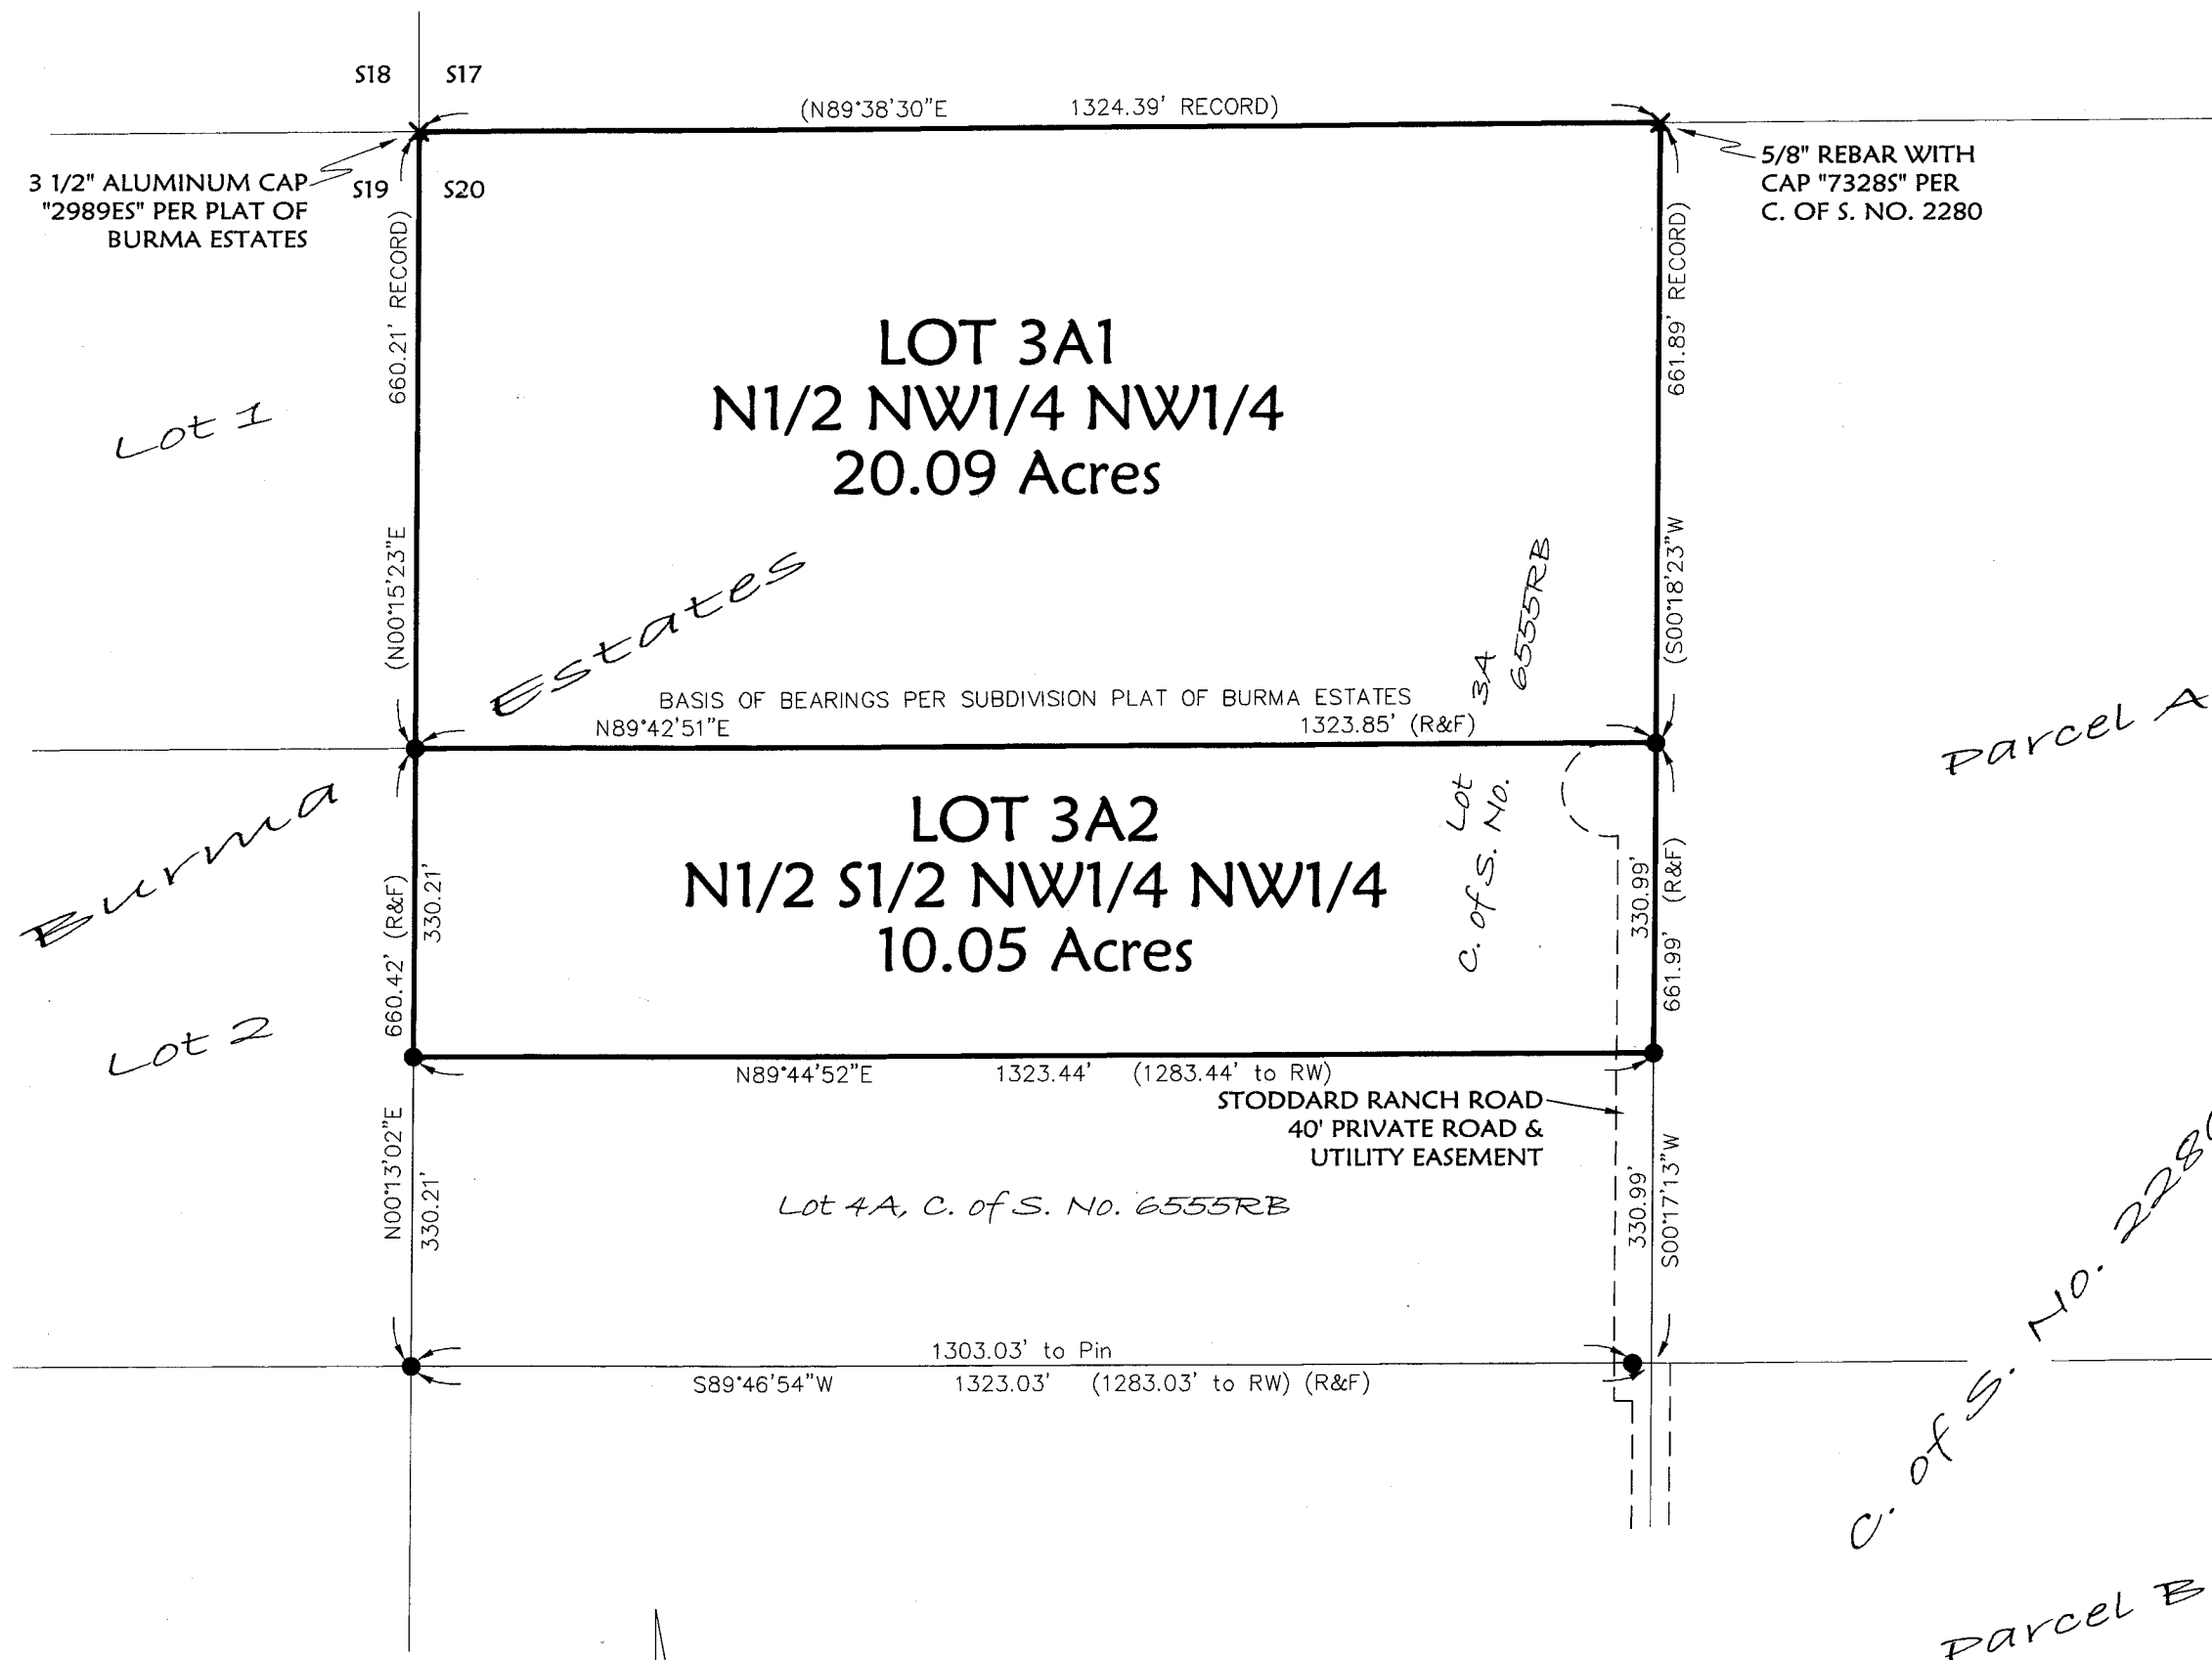 S18 S17
(N89°38'30"E 1324.39' RECORD)
3 1/2" ALUMINUM CAP
"2989ES" PER PLAT OF
BURMA ESTATES
S19 S20
5/8" REBAR WITH
CAP "7328S" PER
C. OF S. NO. 2280
(N00°15'23"E 660.21' RECORD)
(S00°18'23"W 661.89' RECORD)
Lot 1
LOT 3A1
N1/2 NW1/4 NW1/4
20.09 Acres
Burma Estates
BASIS OF BEARINGS PER SUBDIVISION PLAT OF BURMA ESTATES
N89°42'51"E 1323.85' (R&F)
Lot 3A
C. of S. No. 6555RB
Parcel A
LOT 3A2
N1/2 S1/2 NW1/4 NW1/4
10.05 Acres
660.42' (R&F)
330.21'
330.99'
661.99' (R&F)
Lot 2
N89°44'52"E 1323.44' (1283.44' to RW)
STODDARD RANCH ROAD
40' PRIVATE ROAD &
UTILITY EASEMENT
N00°13'02"E
330.21'
330.99'
S00°17'13"W
Lot 4A, C. of S. No. 6555RB
1303.03' to Pin
S89°46'54"W 1323.03' (1283.03' to RW) (R&F)
C. of S. No. 2280
Parcel B